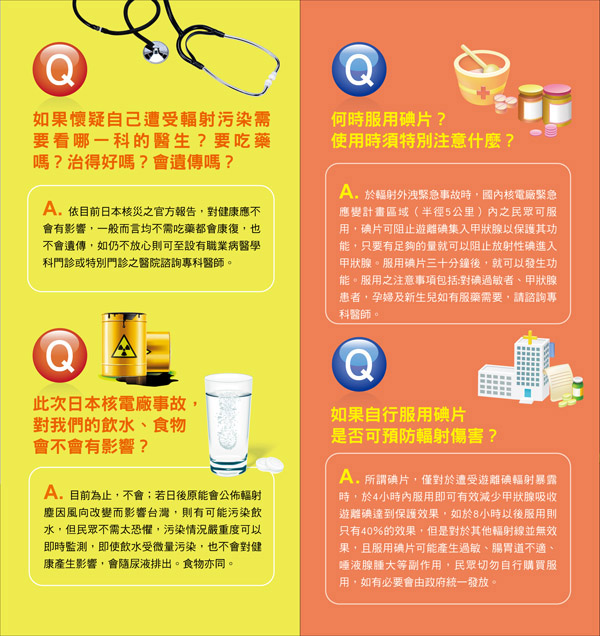 Q
如果懷疑自己遭受輻射污染需
要看哪一科的醫生？要吃藥
嗎？治得好嗎？會遺傳嗎？
A. 依目前日本核災之官方報告，對健康應不
會有影響，一般而言均不需吃藥都會康復，也
不會遺傳，如仍不放心則可至設有職業病醫學
科門診或特別門診之醫院諮詢專科醫師。
Q
此次日本核電廠事故，
對我們的飲水、食物
會不會有影響？
A. 目前為止，不會；若日後原能會公佈輻射
塵因風向改變而影響台灣，則有可能污染飲
水，但民眾不需太恐懼，污染情況嚴重度可以
即時監測，即使飲水受微量污染，也不會對健
康產生影響，會隨尿液排出。食物亦同。
Q
何時服用碘片？
使用時須特別注意什麼？
A. 於輻射外洩緊急事故時，國內核電廠緊急
應變計畫區域（半徑5公里）內之民眾可服
用，碘片可阻止遊離碘集入甲狀腺以保護其功
能，只要有足夠的量就可以阻止放射性碘進入
甲狀腺。服用碘片三十分鐘後，就可以發生功
能。服用之注意事項包括:對碘過敏者、甲狀腺
患者，孕婦及新生兒如有服藥需要，請諮詢專
科醫師。
Q
如果自行服用碘片
是否可預防輻射傷害？
A. 所謂碘片，僅對於遭受遊離碘輻射暴露
時，於4小時內服用即可有效減少甲狀腺吸收
遊離碘達到保護效果，如於8小時以後服用則
只有40%的效果，但是對於其他輻射線並無效
果，且服用碘片可能產生過敏、腸胃道不適、
唾液腺腫大等副作用，民眾切勿自行購買服
用，如有必要會由政府統一發放。